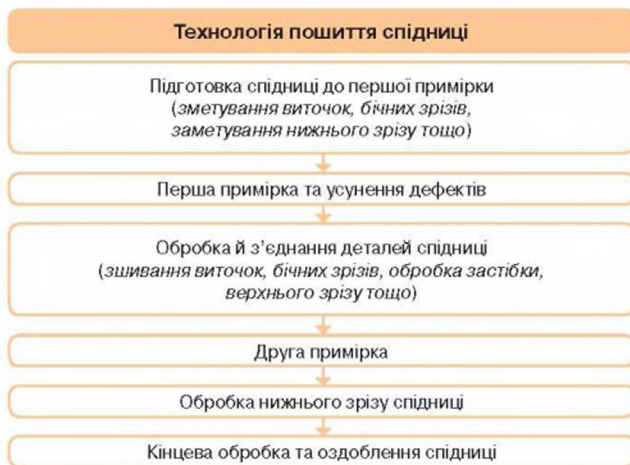 Технологія пошиття спідниці
Підготовка спідниці до першої примірки
(зметування виточок, бічних зрізів,
заметування нижнього зрізу тощо)
Перша примірка та усунення дефектів
Обробка й з’єднання деталей спідниці
(зшивання виточок, бічних зрізів, обробка застібки,
верхнього зрізу тощо)
Друга примірка
Обробка нижнього зрізу спідниці
Кінцева обробка та оздоблення спідниці